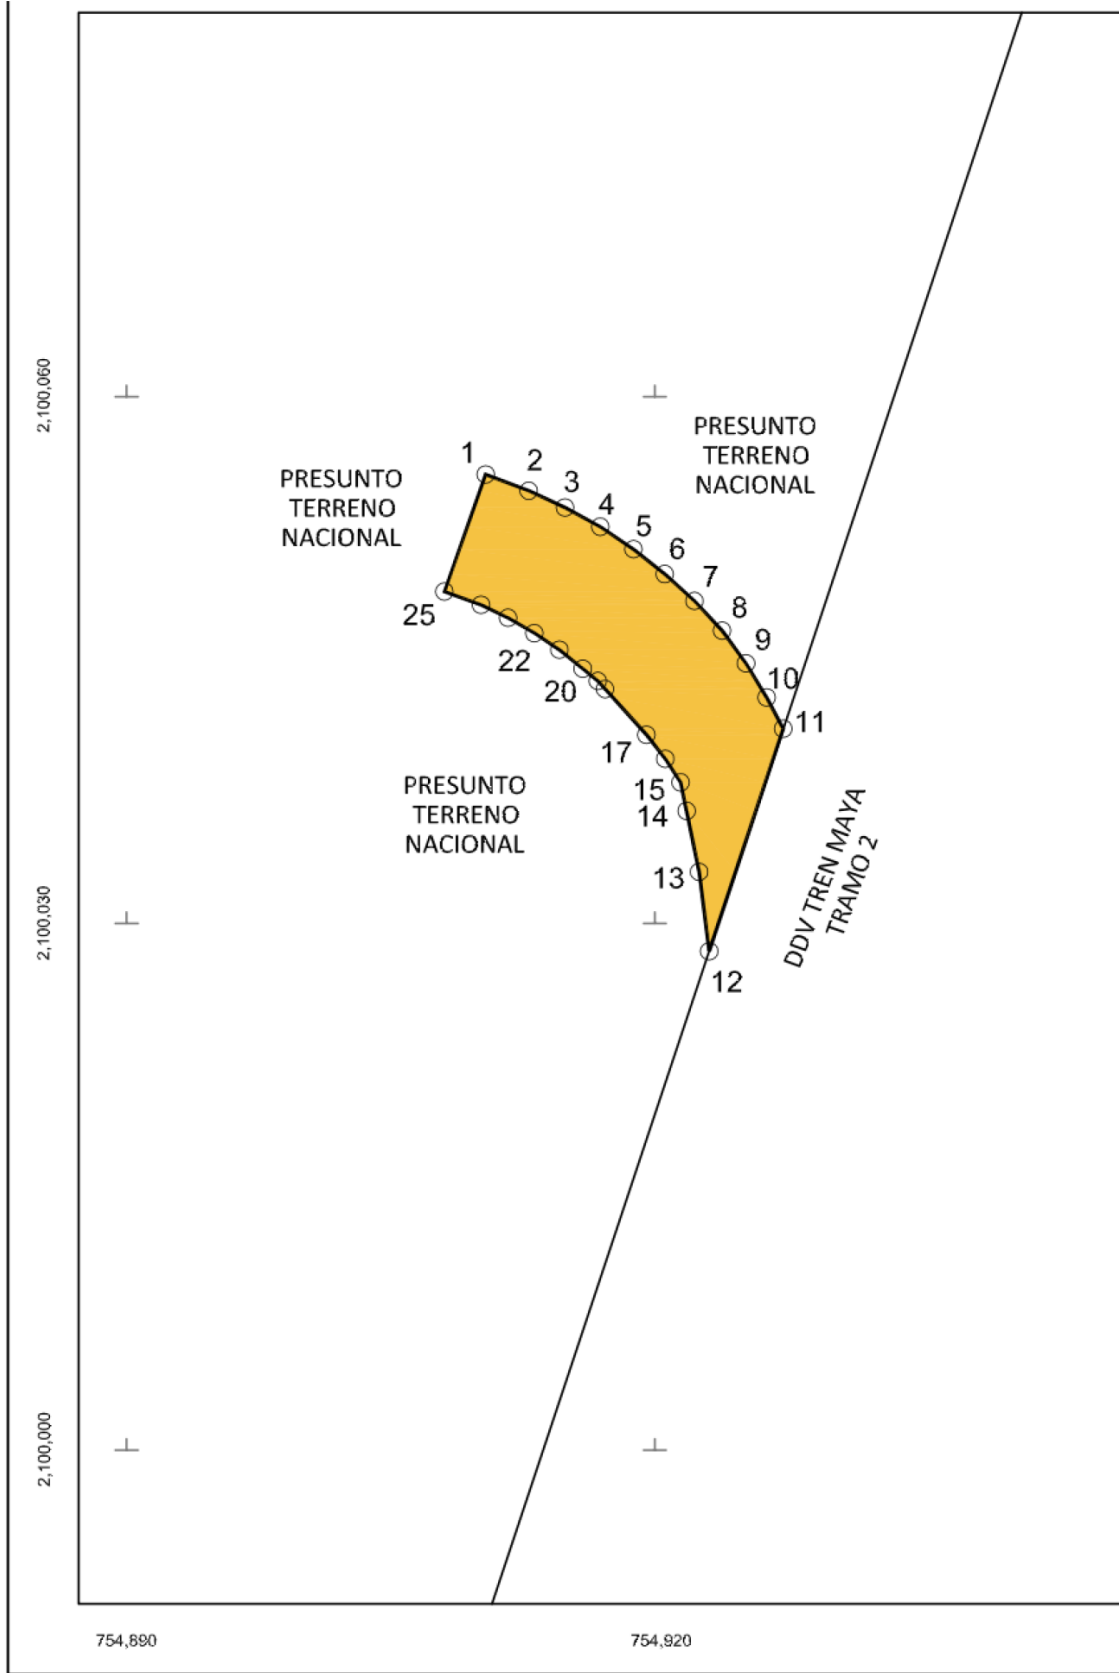 2,100,060
PRESUNTO
TERRENO
NACIONAL
1
2
3
4
5
6
7
8
9
10
11
PRESUNTO
TERRENO
NACIONAL
25
22
20
17
15
14
13
12
PRESUNTO
TERRENO
NACIONAL
DDV TREN MAYA
TRAMO 2
2,100,030
2,100,000
754,890
754,920